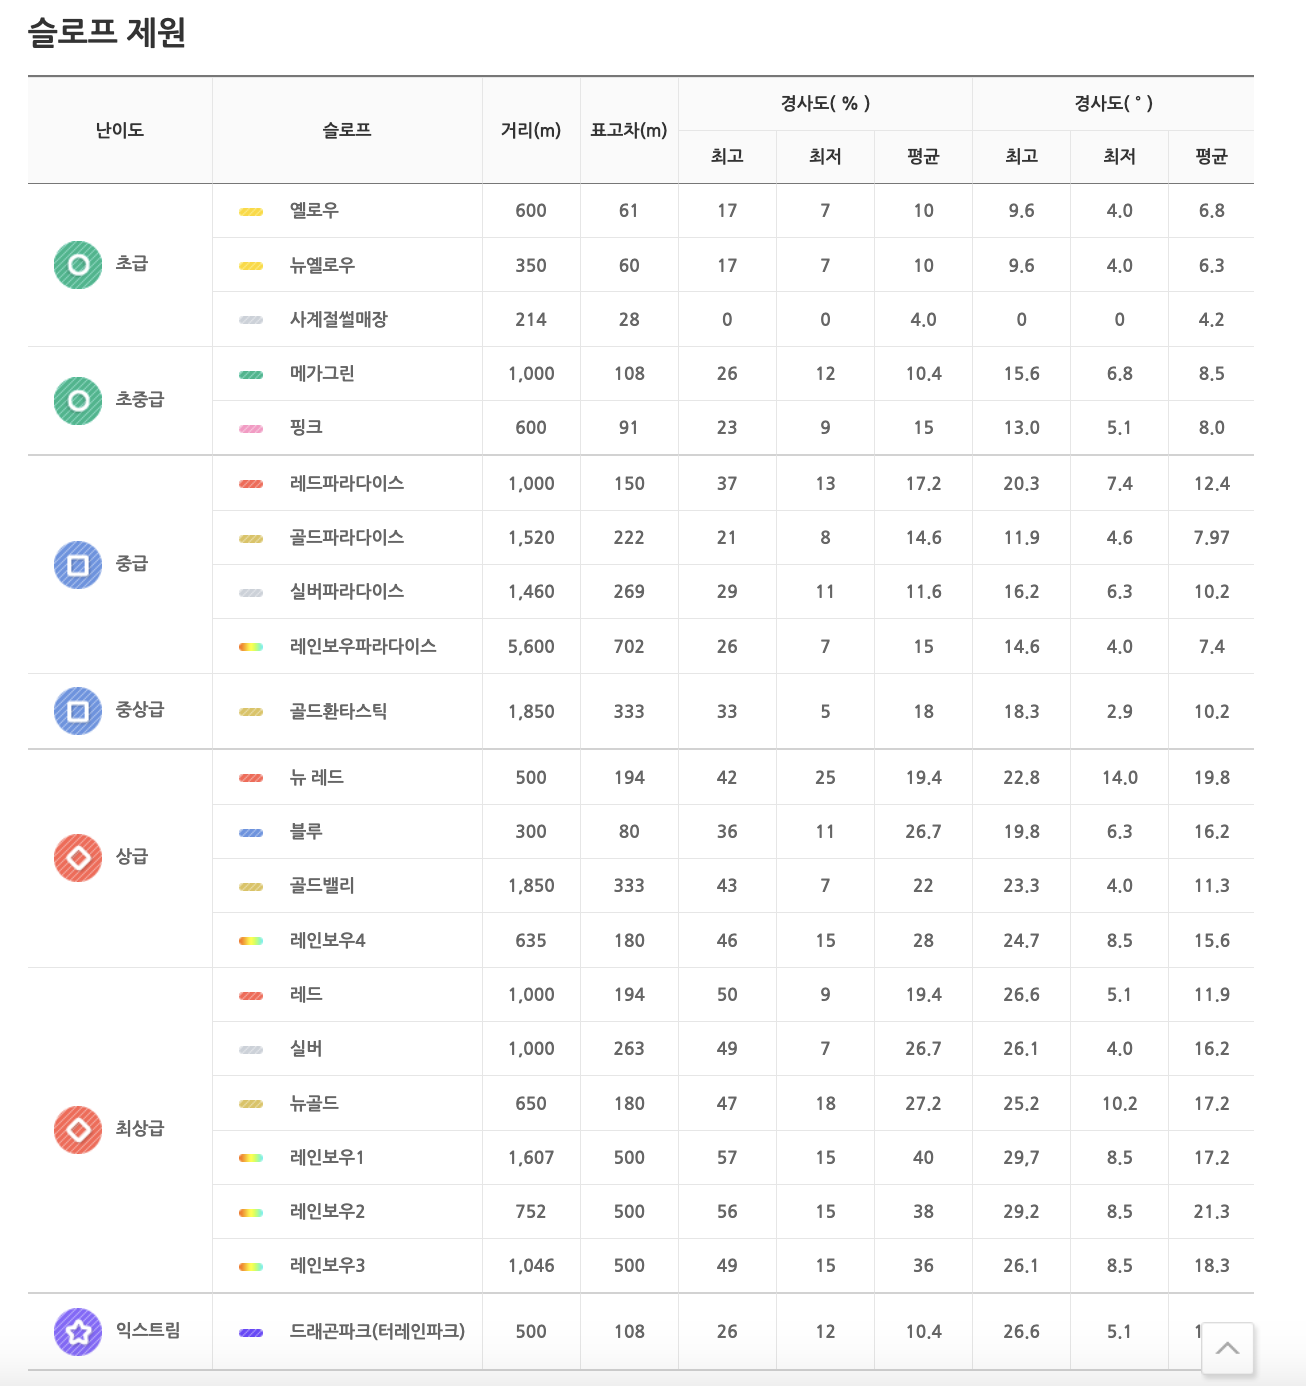 슬로프 제원
난이도 슬로프 거리(m) 표고차(m) 경사도( % ) 경사도( ° )
최고 최저 평균 최고 최저 평균
초급
옐로우 600 61 17 7 10 9.6 4.0 6.8
뉴옐로우 350 60 17 7 10 9.6 4.0 6.3
사계절썰매장 214 28 0 0 4.0 0 0 4.2
초중급
메가그린 1,000 108 26 12 10.4 15.6 6.8 8.5
핑크 600 91 23 9 15 13.0 5.1 8.0
중급
레드파라다이스 1,000 150 37 13 17.2 20.3 7.4 12.4
골드파라다이스 1,520 222 21 8 14.6 11.9 4.6 7.97
실버파라다이스 1,460 269 29 11 11.6 16.2 6.3 10.2
레인보우파라다이스 5,600 702 26 7 15 14.6 4.0 7.4
중상급 골드환타스틱 1,850 333 33 5 18 18.3 2.9 10.2
상급
뉴 레드 500 194 42 25 19.4 22.8 14.0 19.8
블루 300 80 36 11 26.7 19.8 6.3 16.2
골드밸리 1,850 333 43 7 22 23.3 4.0 11.3
레인보우4 635 180 46 15 28 24.7 8.5 15.6
최상급
레드 1,000 194 50 9 19.4 26.6 5.1 11.9
실버 1,000 263 49 7 26.7 26.1 4.0 16.2
뉴골드 650 180 47 18 27.2 25.2 10.2 17.2
레인보우1 1,607 500 57 15 40 29,7 8.5 17.2
레인보우2 752 500 56 15 38 29.2 8.5 21.3
레인보우3 1,046 500 49 15 36 26.1 8.5 18.3
익스트림 드래곤파크(터레인파크) 500 108 26 12 10.4 26.6 5.1